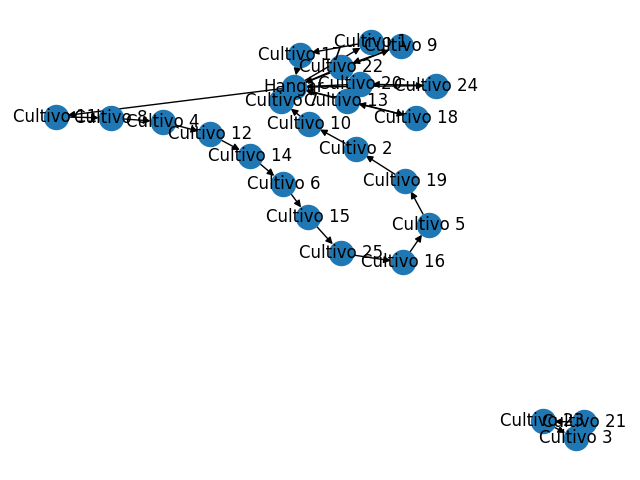 Cultivo 1
Cultivo 9
Cultivo 17
Cultivo 22
Hangar
Cultivo 20
Cultivo 24
Cultivo 7
Cultivo 13
Cultivo 11
Cultivo 8
Cultivo 4
Cultivo 18
Cultivo 10
Cultivo 12
Cultivo 2
Cultivo 14
Cultivo 19
Cultivo 6
Cultivo 15
Cultivo 5
Cultivo 25
Cultivo 16
Cultivo 23
Cultivo 21
Cultivo 3